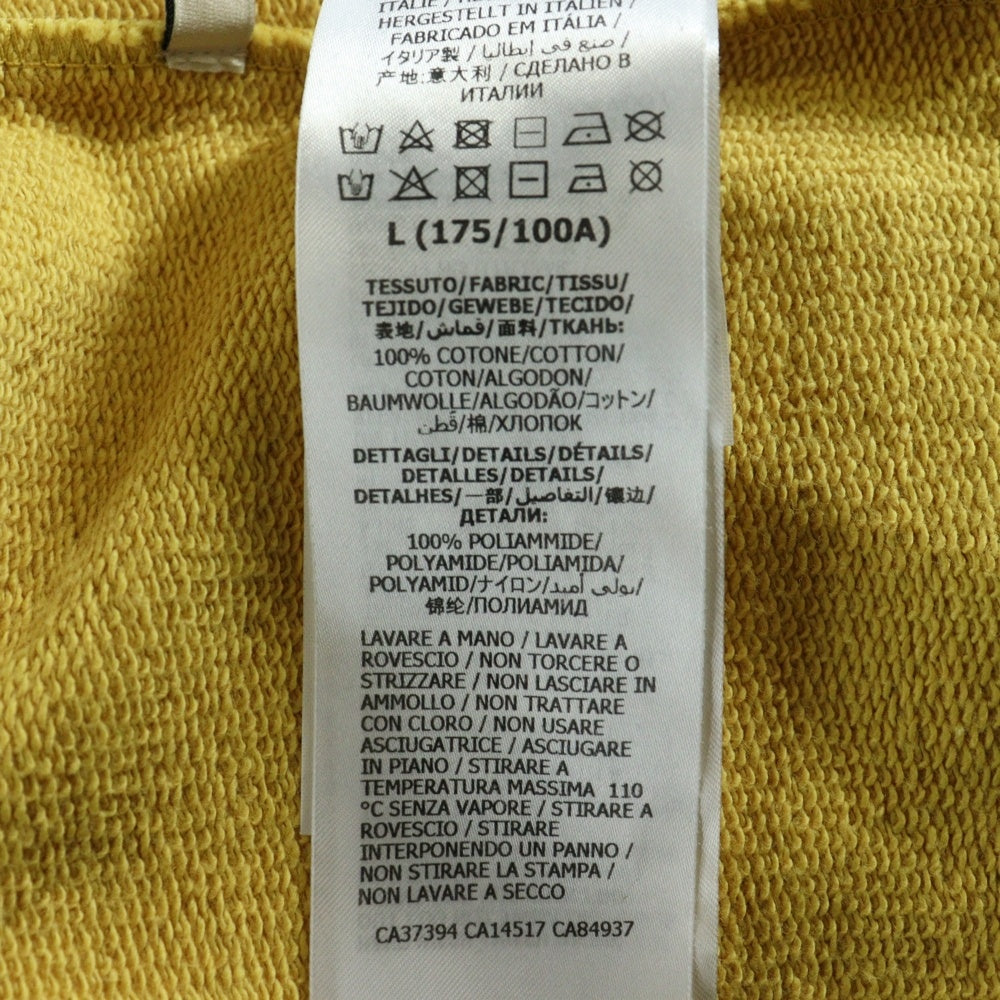 ITALIE /
HERGESTELLT IN ITALIEN /
FABRICADO EM ITÁLIA /
イタリア製 / صنع في إيطاليا /
产地:意大利 / СДЕЛАНО В
ИТАЛИИ
L (175/100A)
TESSUTO/FABRIC/TISSU/
TEJIDO/GEWEBE/TECIDO/
表地/قماش/面料/ТКАНЬ:
100% COTONE/COTTON/
COTON/ALGODON/
BAUMWOLLE/ALGODÃO/コットン/
قطن/棉/ХЛОПОК
DETTAGLI/DETAILS/DÉTAILS/
DETALLES/DETAILS/
DETALHES/一部/التفاصيل/镶边/
ДЕТАЛИ:
100% POLIAMMIDE/
POLYAMIDE/POLIAMIDA/
POLYAMID/ナイロン/بولي أميد/
锦纶/ПОЛИАМИД
LAVARE A MANO / LAVARE A
ROVESCIO / NON TORCERE O
STRIZZARE / NON LASCIARE IN
AMMOLLO / NON TRATTARE
CON CLORO / NON USARE
ASCIUGATRICE / ASCIUGARE
IN PIANO / STIRARE A
TEMPERATURA MASSIMA 110
°C SENZA VAPORE / STIRARE A
ROVESCIO / STIRARE
INTERPONENDO UN PANNO /
NON STIRARE LA STAMPA /
NON LAVARE A SECCO
CA37394 CA14517 CA84937